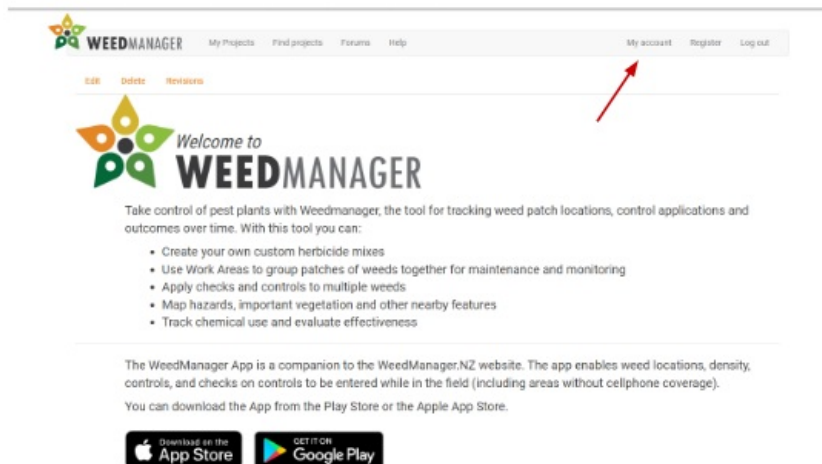 WEEDMANAGER My Projects Find projects Forums Help My account Register Log out
Edit Delete Revisions
Welcome to
WEEDMANAGER
Take control of pest plants with Weedmanager, the tool for tracking weed patch locations, control applications and
outcomes over time. With this tool you can:
• Create your own custom herbicide mixes
• Use Work Areas to group patches of weeds together for maintenance and monitoring
• Apply checks and controls to multiple weeds
• Map hazards, important vegetation and other nearby features
• Track chemical use and evaluate effectiveness
The WeedManager App is a companion to the WeedManager.NZ website. The app enables weed locations, density,
controls, and checks on controls to be entered while in the field (including areas without cellphone coverage).
You can download the App from the Play Store or the Apple App Store.
Download on the GET IT ON
App Store Google Play